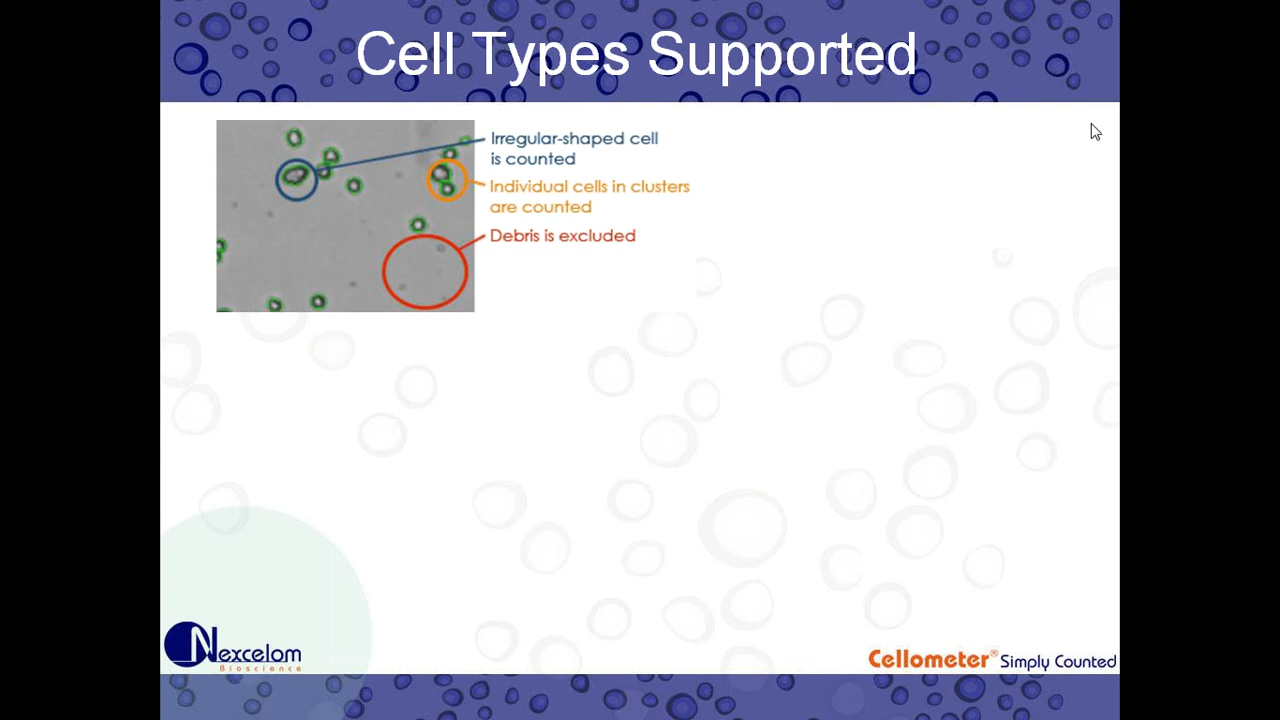 Cell Types Supported
Irregular-shaped cell
is counted
Individual cells in clusters
are counted
Debris is excluded
Nexcelom
Bioscience
Cellometer® Simply Counted